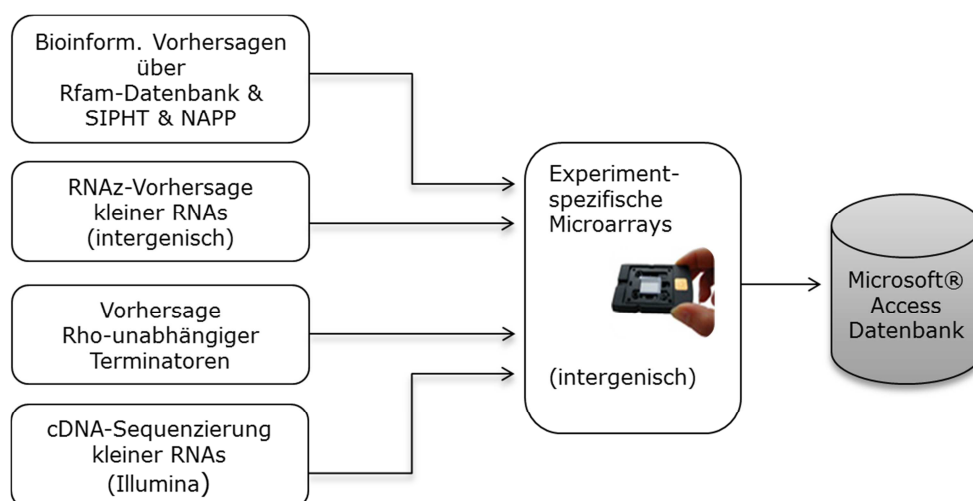 Bioinform. Vorhersagen
über
Rfam-Datenbank &
SIPHT & NAPP
RNAz-Vorhersage
kleiner RNAs
(intergenisch)
Vorhersage
Rho-unabhängiger
Terminatoren
cDNA-Sequenzierung
kleiner RNAs
(Illumina)
Experiment-
spezifische
Microarrays
(intergenisch)
Microsoft®
Access
Datenbank